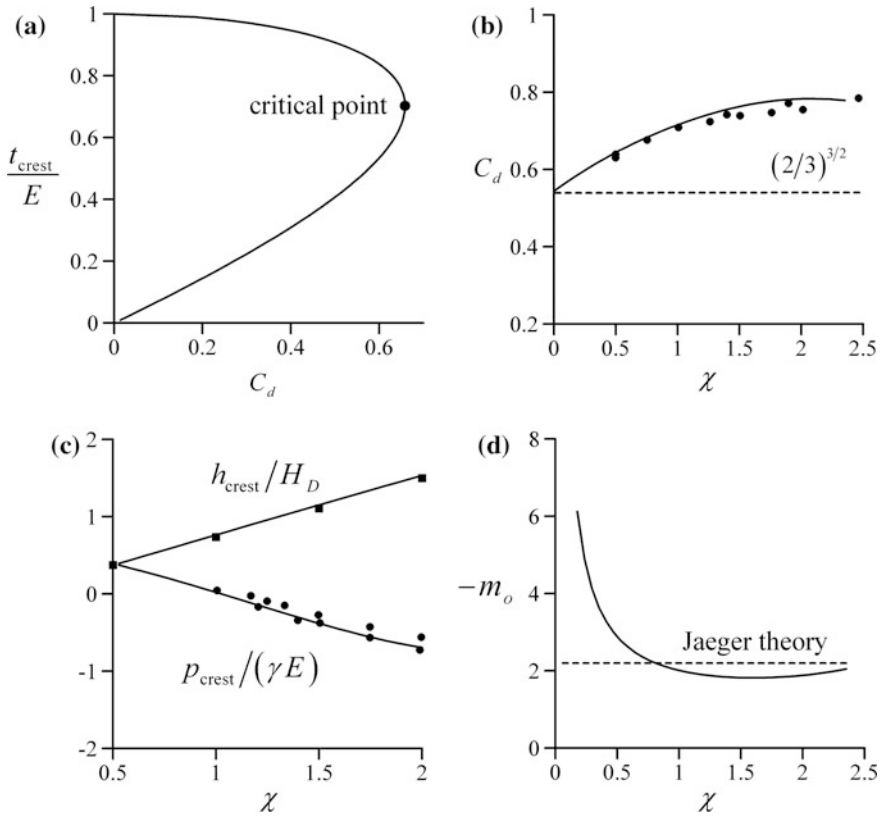 (a)
1
0.8
0.6
0.4
0.2
0
t_crest/E
critical point
0 0.2 0.4 0.6
C_d
(b)
1
0.8
0.6
0.4
0.2
C_d
(2/3)^{3/2}
0 0.5 1 1.5 2 2.5
χ
(c)
2
1
0
-1
-2
h_crest/H_D
p_crest/(γE)
0.5 1 1.5 2
χ
(d)
8
6
4
2
0
−m_o
Jaeger theory
0 0.5 1 1.5 2 2.5
χ